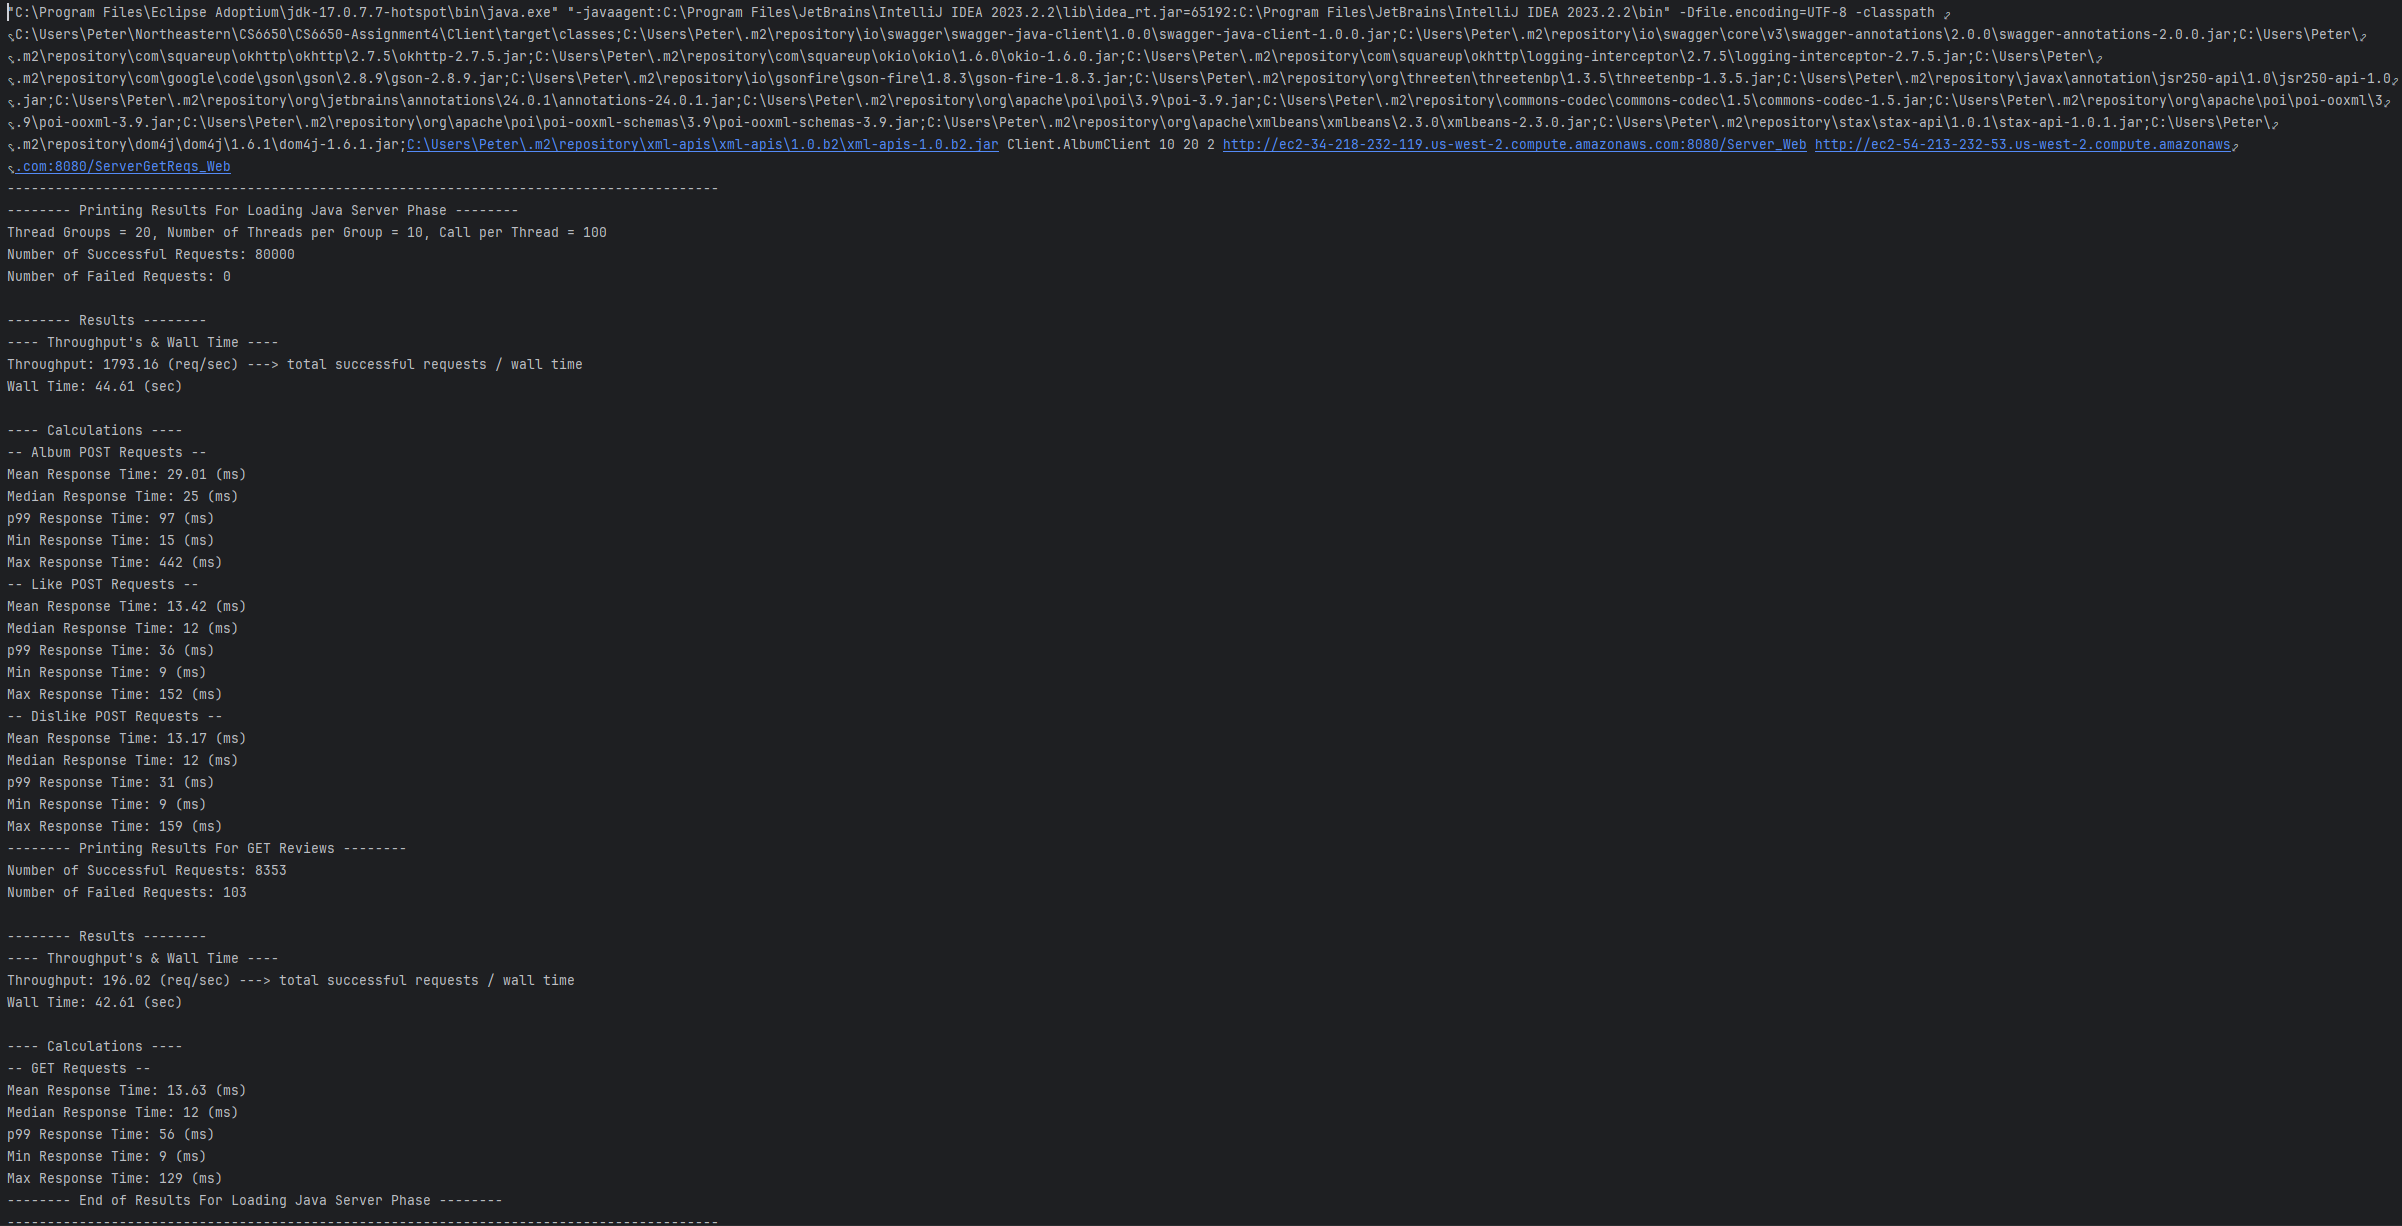 "C:\Program Files\Eclipse Adoptium\jdk-17.0.7.7-hotspot\bin\java.exe" "-javaagent:C:\Program Files\JetBrains\IntelliJ IDEA 2023.2.2\lib\idea_rt.jar=65192:C:\Program Files\JetBrains\IntelliJ IDEA 2023.2.2\bin" -Dfile.encoding=UTF-8 -classpath
C:\Users\Peter\Northeastern\CS6650\CS6650-Assignment4\Client\target\classes;C:\Users\Peter\.m2\repository\io\swagger\swagger-java-client\1.0.0\swagger-java-client-1.0.0.jar;C:\Users\Peter\.m2\repository\io\swagger\core\v3\swagger-annotations\2.0.0\swagger-annotations-2.0.0.jar;C:\Users\Peter\
.m2\repository\com\squareup\okhttp\okhttp\2.7.5\okhttp-2.7.5.jar;C:\Users\Peter\.m2\repository\com\squareup\okio\okio\1.6.0\okio-1.6.0.jar;C:\Users\Peter\.m2\repository\com\squareup\okhttp\logging-interceptor\2.7.5\logging-interceptor-2.7.5.jar;C:\Users\Peter\
.m2\repository\com\google\code\gson\gson\2.8.9\gson-2.8.9.jar;C:\Users\Peter\.m2\repository\io\gsonfire\gson-fire\1.8.3\gson-fire-1.8.3.jar;C:\Users\Peter\.m2\repository\org\threeten\threetenbp\1.3.5\threetenbp-1.3.5.jar;C:\Users\Peter\.m2\repository\javax\annotation\jsr250-api\1.0\jsr250-api-1.0
.jar;C:\Users\Peter\.m2\repository\org\jetbrains\annotations\24.0.1\annotations-24.0.1.jar;C:\Users\Peter\.m2\repository\org\apache\poi\poi\3.9\poi-3.9.jar;C:\Users\Peter\.m2\repository\commons-codec\commons-codec\1.5\commons-codec-1.5.jar;C:\Users\Peter\.m2\repository\org\apache\poi\poi-ooxml\3
.9\poi-ooxml-3.9.jar;C:\Users\Peter\.m2\repository\org\apache\poi\poi-ooxml-schemas\3.9\poi-ooxml-schemas-3.9.jar;C:\Users\Peter\.m2\repository\org\apache\xmlbeans\xmlbeans\2.3.0\xmlbeans-2.3.0.jar;C:\Users\Peter\.m2\repository\stax\stax-api\1.0.1\stax-api-1.0.1.jar;C:\Users\Peter\
.m2\repository\dom4j\dom4j\1.6.1\dom4j-1.6.1.jar;C:\Users\Peter\.m2\repository\xml-apis\xml-apis\1.0.b2\xml-apis-1.0.b2.jar Client.AlbumClient 10 20 2 http://ec2-34-218-232-119.us-west-2.compute.amazonaws.com:8080/Server_Web http://ec2-54-213-232-53.us-west-2.compute.amazonaws
.com:8080/ServerGetReqs_Web
-----------------------------------------------------------------------------------------
-------- Printing Results For Loading Java Server Phase --------
Thread Groups = 20, Number of Threads per Group = 10, Call per Thread = 100
Number of Successful Requests: 80000
Number of Failed Requests: 0
-------- Results --------
---- Throughput's & Wall Time ----
Throughput: 1793.16 (req/sec) ---> total successful requests / wall time
Wall Time: 44.61 (sec)
---- Calculations ----
-- Album POST Requests --
Mean Response Time: 29.01 (ms)
Median Response Time: 25 (ms)
p99 Response Time: 97 (ms)
Min Response Time: 15 (ms)
Max Response Time: 442 (ms)
-- Like POST Requests --
Mean Response Time: 13.42 (ms)
Median Response Time: 12 (ms)
p99 Response Time: 36 (ms)
Min Response Time: 9 (ms)
Max Response Time: 152 (ms)
-- Dislike POST Requests --
Mean Response Time: 13.17 (ms)
Median Response Time: 12 (ms)
p99 Response Time: 31 (ms)
Min Response Time: 9 (ms)
Max Response Time: 159 (ms)
-------- Printing Results For GET Reviews --------
Number of Successful Requests: 8353
Number of Failed Requests: 103
-------- Results --------
---- Throughput's & Wall Time ----
Throughput: 196.02 (req/sec) ---> total successful requests / wall time
Wall Time: 42.61 (sec)
---- Calculations ----
-- GET Requests --
Mean Response Time: 13.63 (ms)
Median Response Time: 12 (ms)
p99 Response Time: 56 (ms)
Min Response Time: 9 (ms)
Max Response Time: 129 (ms)
-------- End of Results For Loading Java Server Phase --------
-----------------------------------------------------------------------------------------